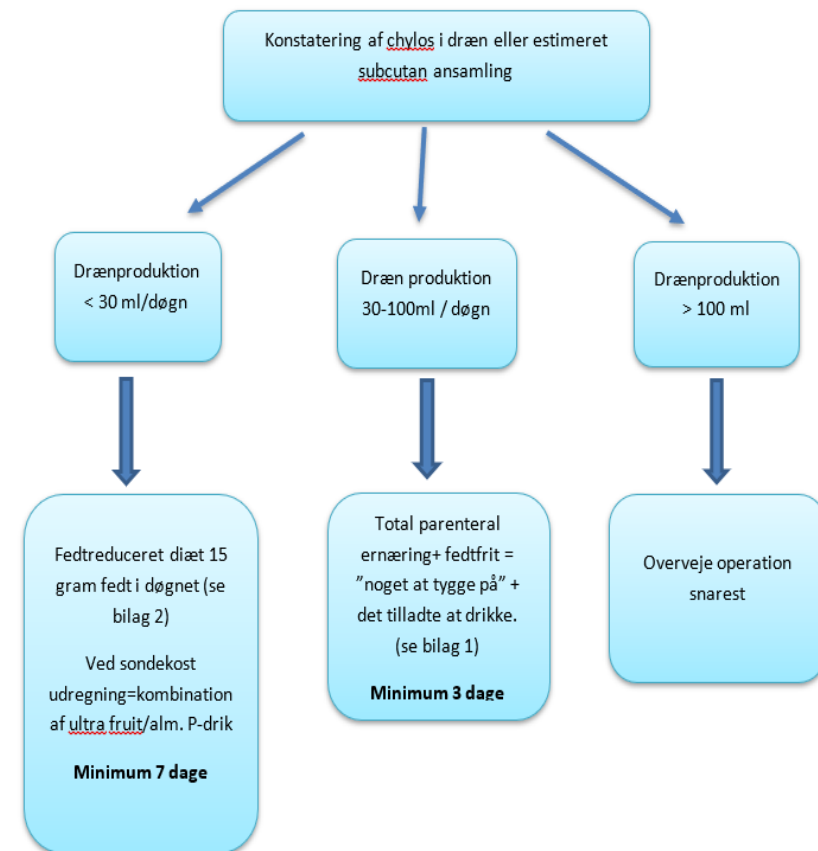 Konstatering af chylos i dræn eller estimeret
subcutan ansamling
Drænproduktion
< 30 ml/døgn
Dræn produktion
30-100ml / døgn
Drænproduktion
> 100 ml
Fedtreduceret diæt 15
gram fedt i døgnet (se
bilag 2)
Ved sondekost
udregning=kombination
af ultra fruit/alm. P-drik
Minimum 7 dage
Total parenteral
ernæring+ fedtfrit =
”noget at tygge på” +
det tilladte at drikke.
(se bilag 1)
Minimum 3 dage
Overveje operation
snarest